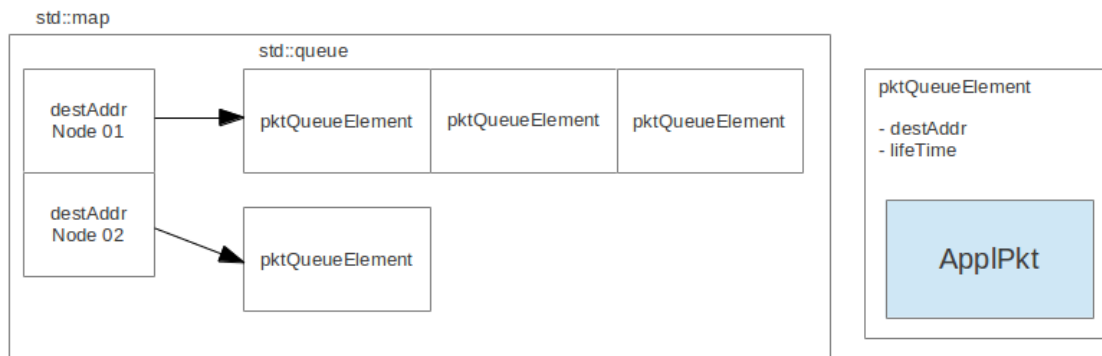 std::map
std::queue
destAddr
Node 01
pktQueueElement
pktQueueElement
pktQueueElement
destAddr
Node 02
pktQueueElement
pktQueueElement
- destAddr
- lifeTime
ApplPkt